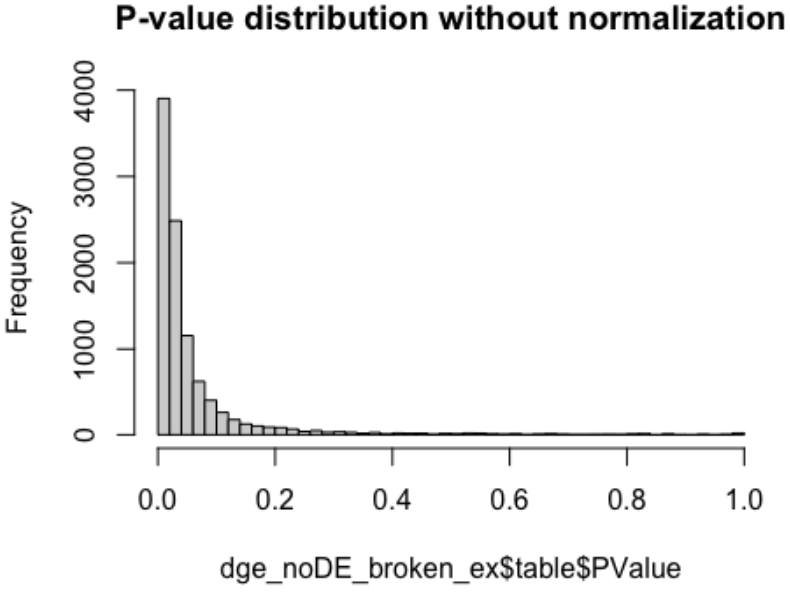 P-value distribution without normalization
Frequency
4000
3000
2000
1000
0
0.0 0.2 0.4 0.6 0.8 1.0
dge_noDE_broken_ex$table$PValue